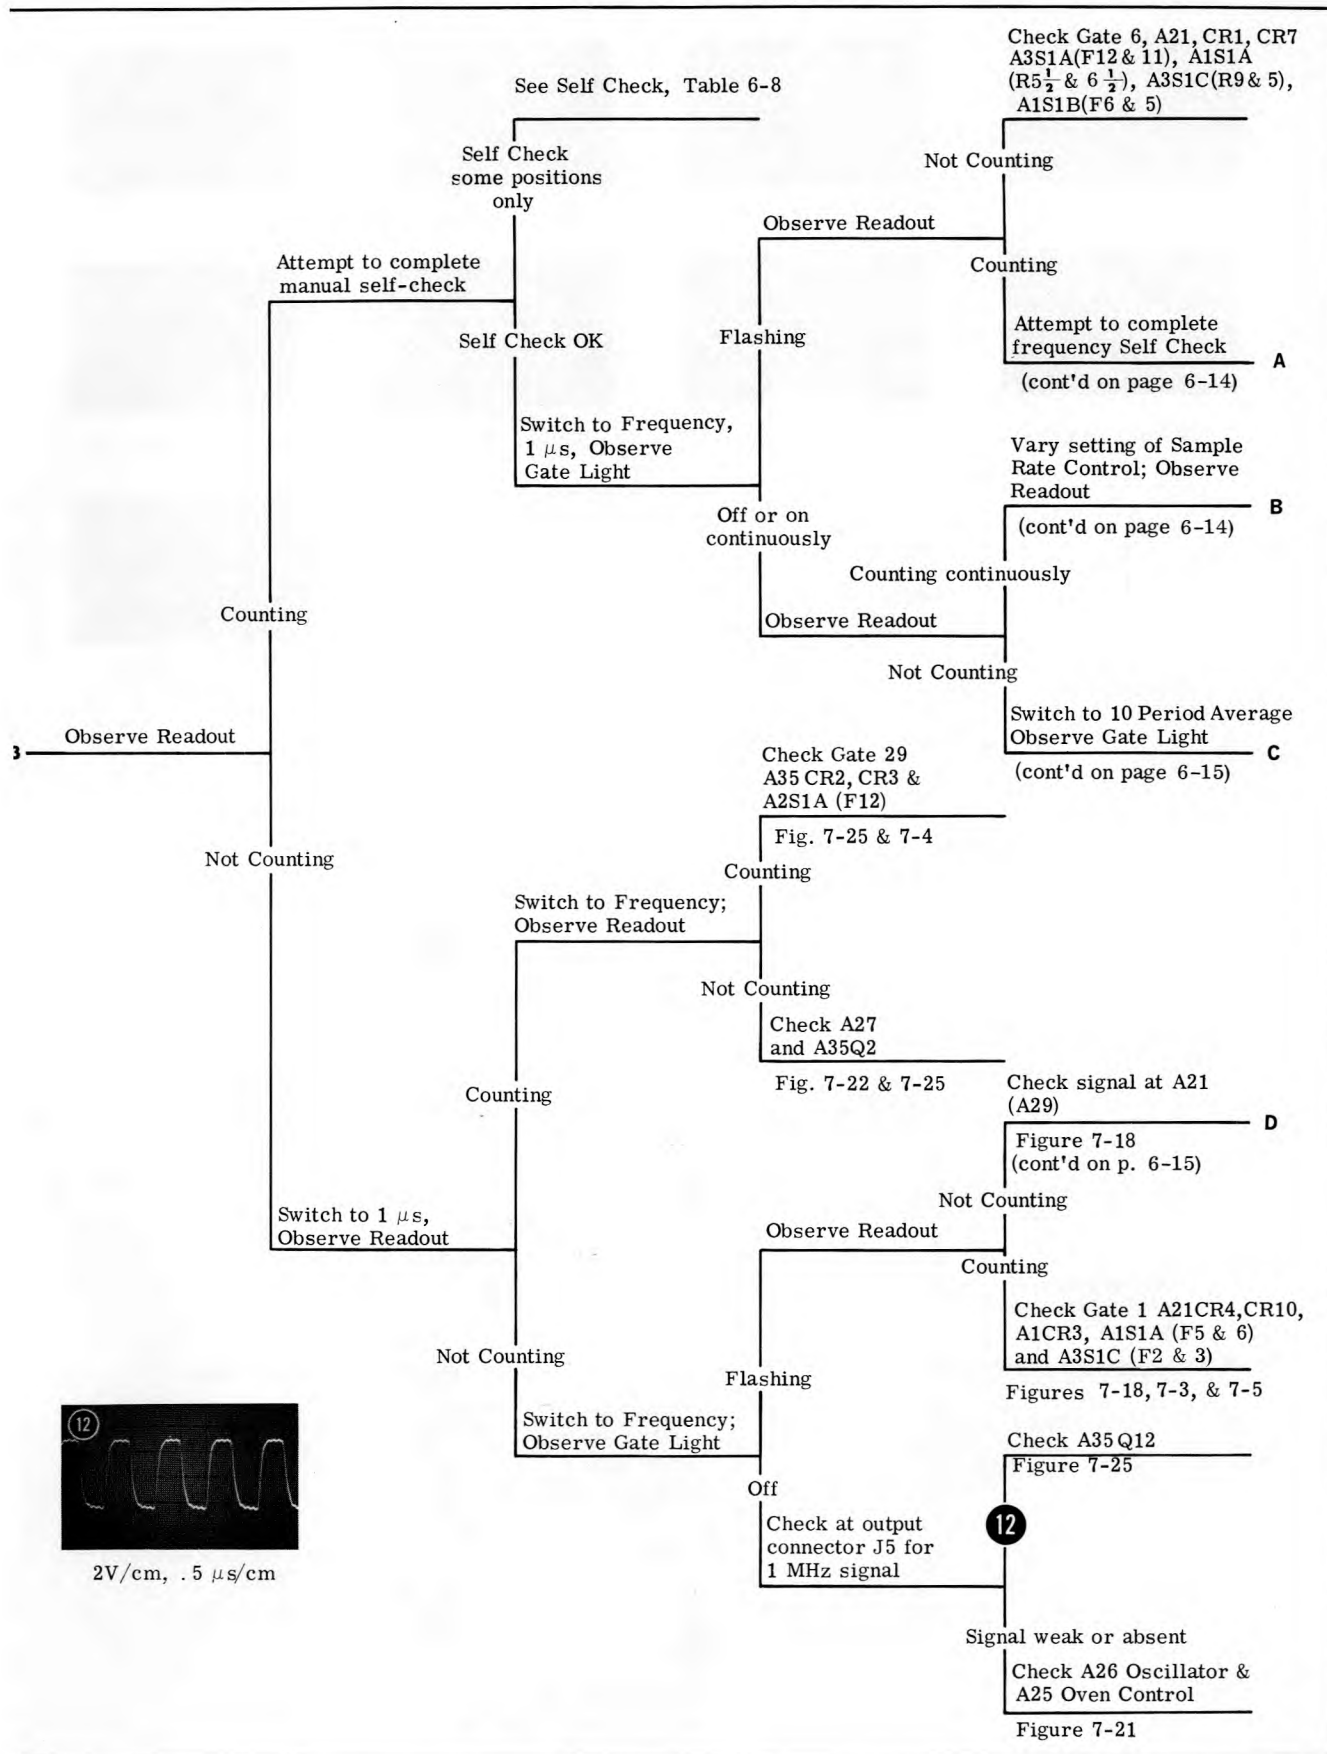 Check Gate 6, A21, CR1, CR7
A3S1A(F12 & 11), A1S1A
(R5½ & 6½), A3S1C(R9 & 5),
A1S1B(F6 & 5)
See Self Check, Table 6-8
Self Check
some positions
only
Not Counting
Observe Readout
Attempt to complete
manual self-check
Counting
Self Check OK
Flashing
Attempt to complete
frequency Self Check
A
(cont'd on page 6-14)
Switch to Frequency,
1 μs, Observe
Gate Light
Vary setting of Sample
Rate Control; Observe
Readout
B
(cont'd on page 6-14)
Off or on
continuously
Counting continuously
Counting
Observe Readout
Not Counting
Switch to 10 Period Average
Observe Gate Light
C
(cont'd on page 6-15)
Observe Readout
Check Gate 29
A35 CR2, CR3 &
A2S1A (F12)
Fig. 7-25 & 7-4
Not Counting
Counting
Switch to Frequency;
Observe Readout
Not Counting
Check A27
and A35Q2
Fig. 7-22 & 7-25
Counting
Check signal at A21
(A29)
D
Figure 7-18
(cont'd on p. 6-15)
Not Counting
Switch to 1 μs,
Observe Readout
Observe Readout
Counting
Check Gate 1 A21CR4,CR10,
A1CR3, A1S1A (F5 & 6)
and A3S1C (F2 & 3)
Figures 7-18, 7-3, & 7-5
Not Counting
Flashing
Switch to Frequency;
Observe Gate Light
Check A35Q12
Figure 7-25
Off
12
Check at output
connector J5 for
1 MHz signal
12
2V/cm, .5 μs/cm
Signal weak or absent
Check A26 Oscillator &
A25 Oven Control
Figure 7-21